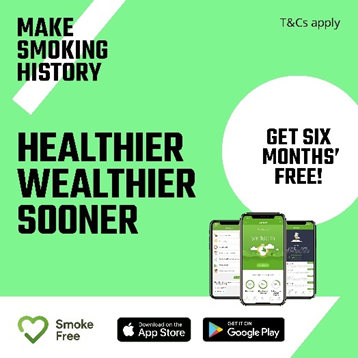 MAKE
SMOKING
HISTORY
T&Cs apply
HEALTHIER
WEALTHIER
SOONER
GET SIX
MONTHS'
FREE!
Smoke
Free
Download on the
App Store
GET IT ON
Google Play